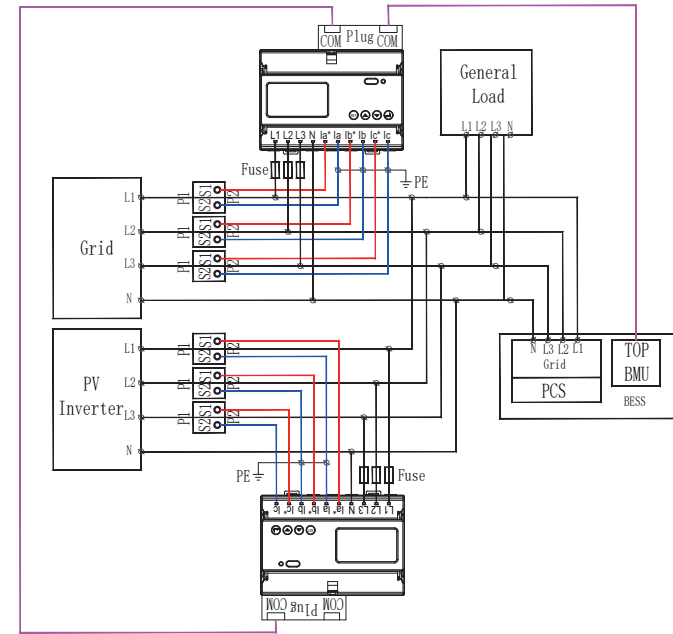 COM Plug COM
General
Load
L1 L2 L3 N
L1 L2 L3 N Ia* Ia Ib* Ib Ic* Ic
Fuse
PE
Grid
L1
P1 S2 S1 P2
L2
P1 S2 S1 P2
L3
P1 S2 S1 P2
N
PV
Inverter
L1
P1 S2 S1 P2
L2
P1 S2 S1 P2
L3
P1 S2 S1 P2
N
N L3 L2 L1
Grid
PCS
TOP
BMU
BESS
PE
Fuse
Ic Ic* Ib Ib* Ia Ia* N L3 L2 L1
COM Plug COM